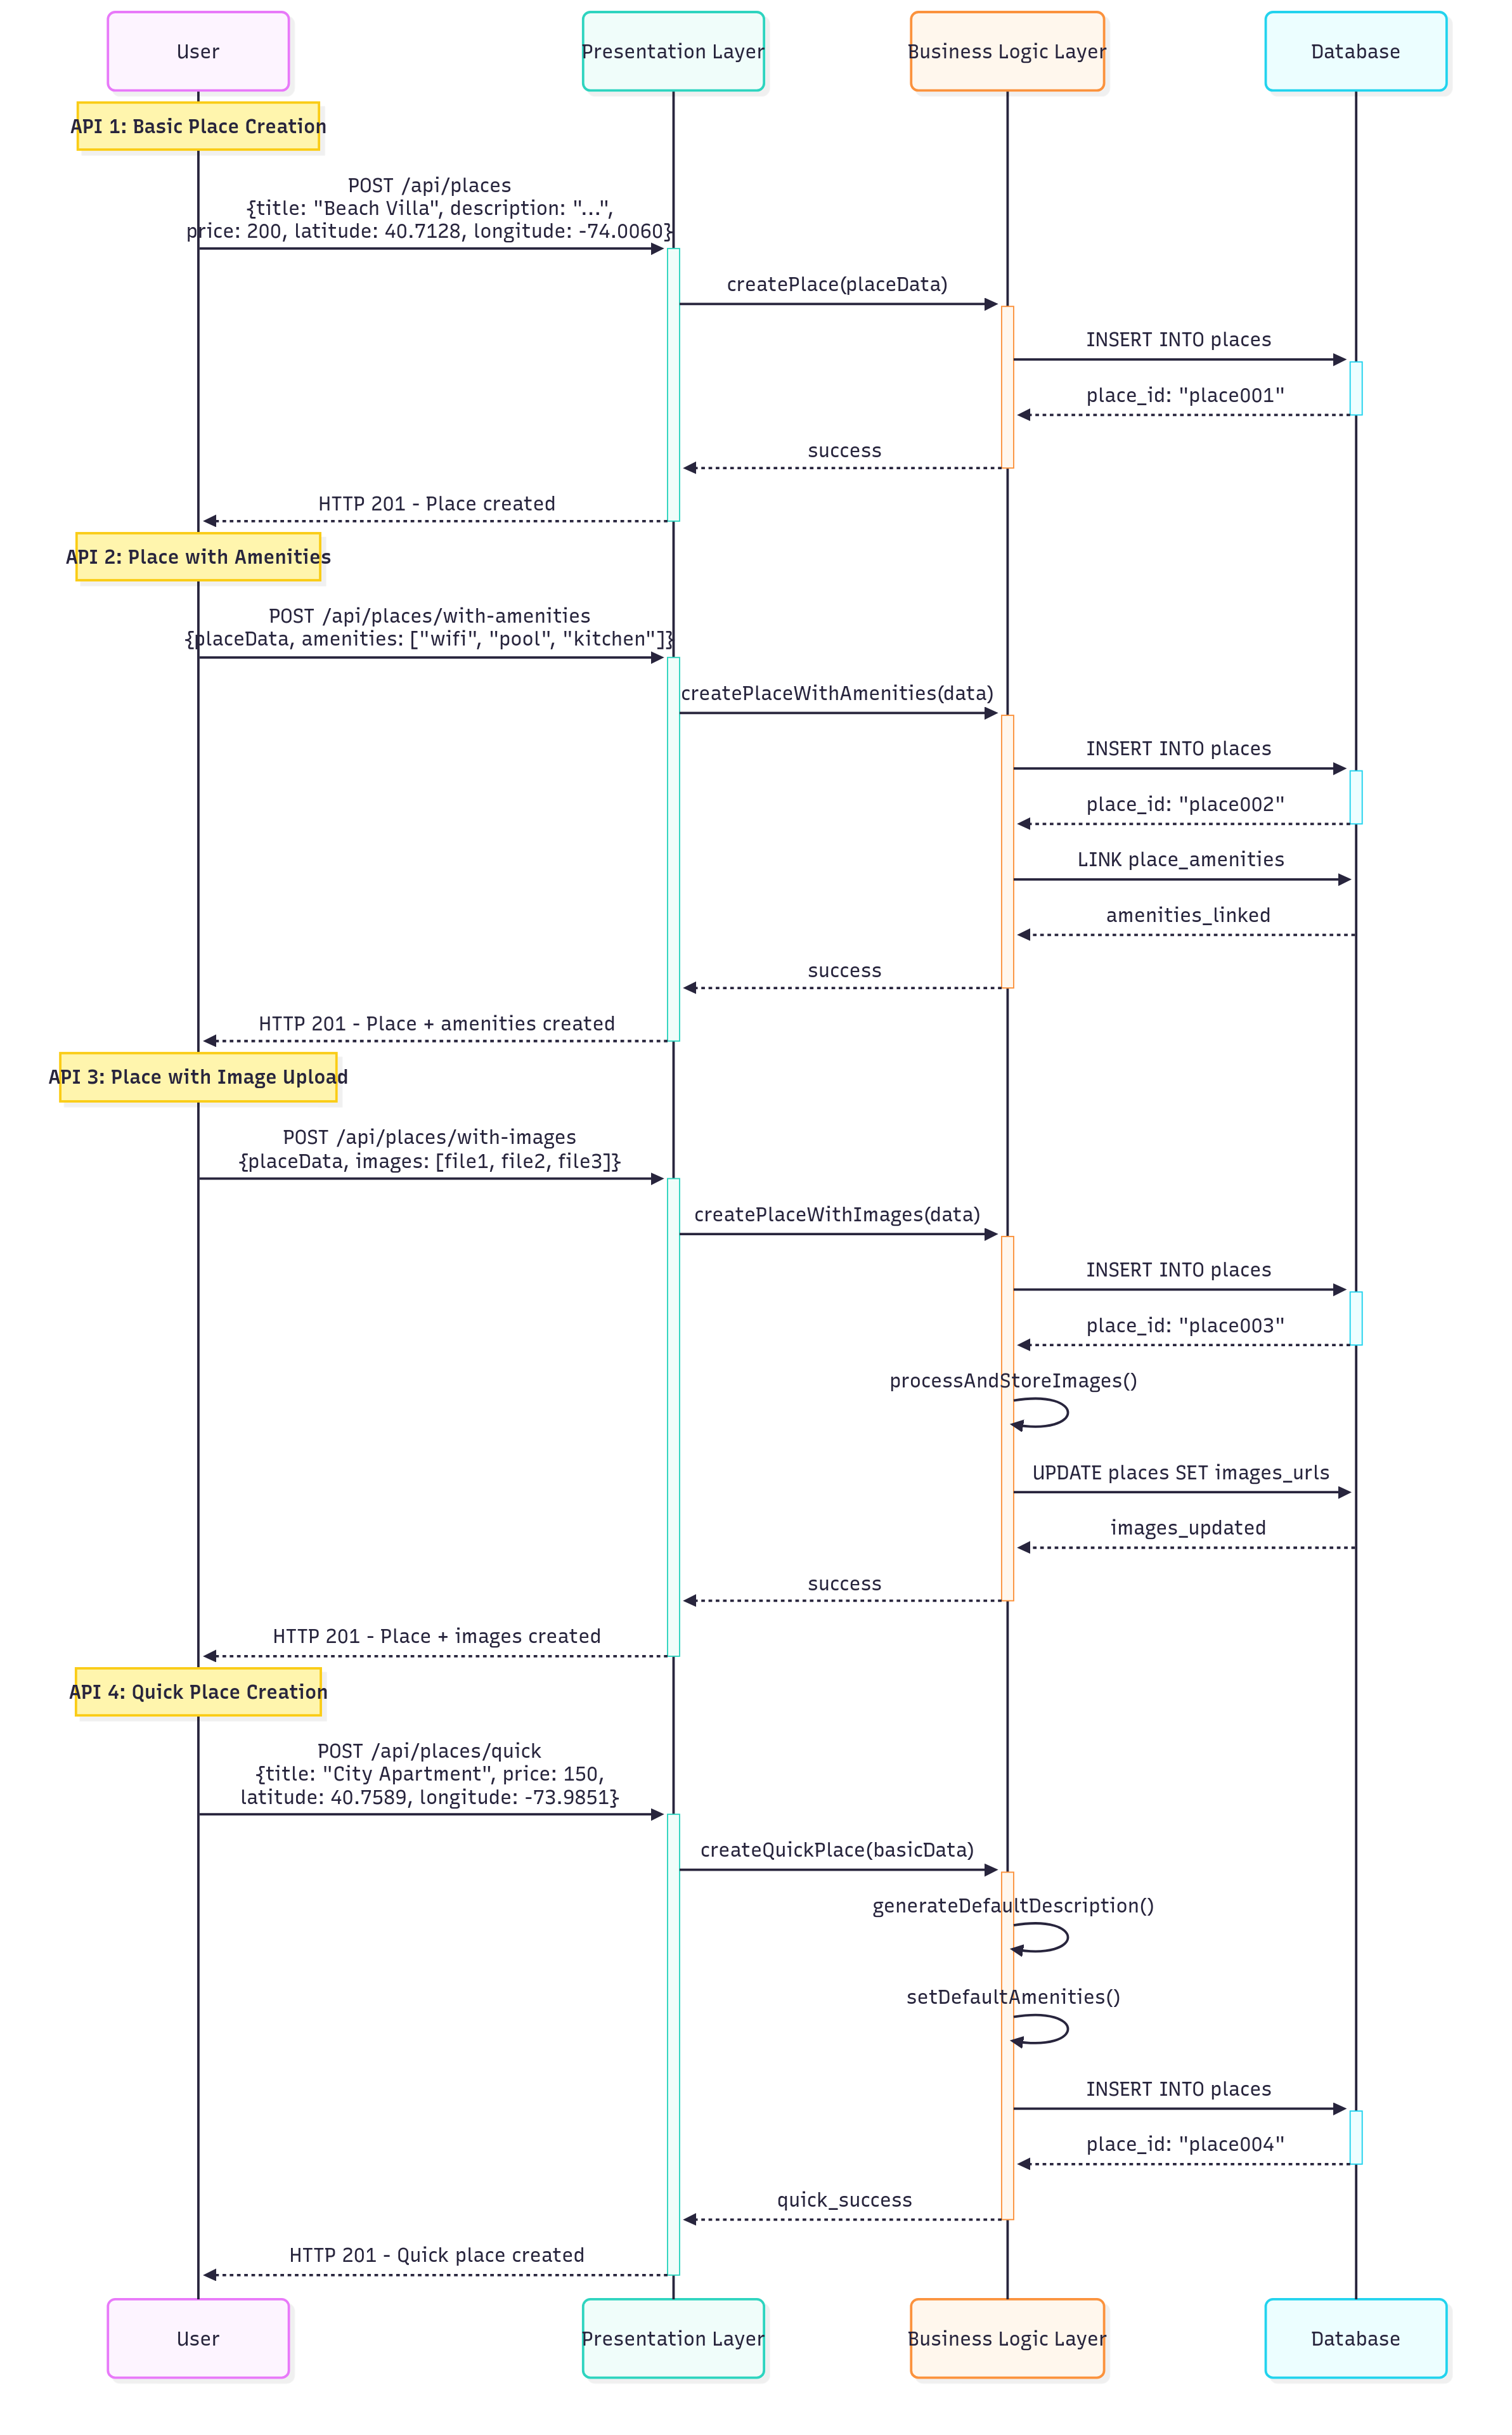 User
Presentation Layer
Business Logic Layer
Database
API 1: Basic Place Creation
POST /api/places
{title: "Beach Villa", description: "...",
price: 200, latitude: 40.7128, longitude: -74.0060}
createPlace(placeData)
INSERT INTO places
place_id: "place001"
success
HTTP 201 - Place created
API 2: Place with Amenities
POST /api/places/with-amenities
{placeData, amenities: ["wifi", "pool", "kitchen"]}
createPlaceWithAmenities(data)
INSERT INTO places
place_id: "place002"
LINK place_amenities
amenities_linked
success
HTTP 201 - Place + amenities created
API 3: Place with Image Upload
POST /api/places/with-images
{placeData, images: [file1, file2, file3]}
createPlaceWithImages(data)
INSERT INTO places
place_id: "place003"
processAndStoreImages()
UPDATE places SET images_urls
images_updated
success
HTTP 201 - Place + images created
API 4: Quick Place Creation
POST /api/places/quick
{title: "City Apartment", price: 150,
latitude: 40.7589, longitude: -73.9851}
createQuickPlace(basicData)
generateDefaultDescription()
setDefaultAmenities()
INSERT INTO places
place_id: "place004"
quick_success
HTTP 201 - Quick place created
User
Presentation Layer
Business Logic Layer
Database